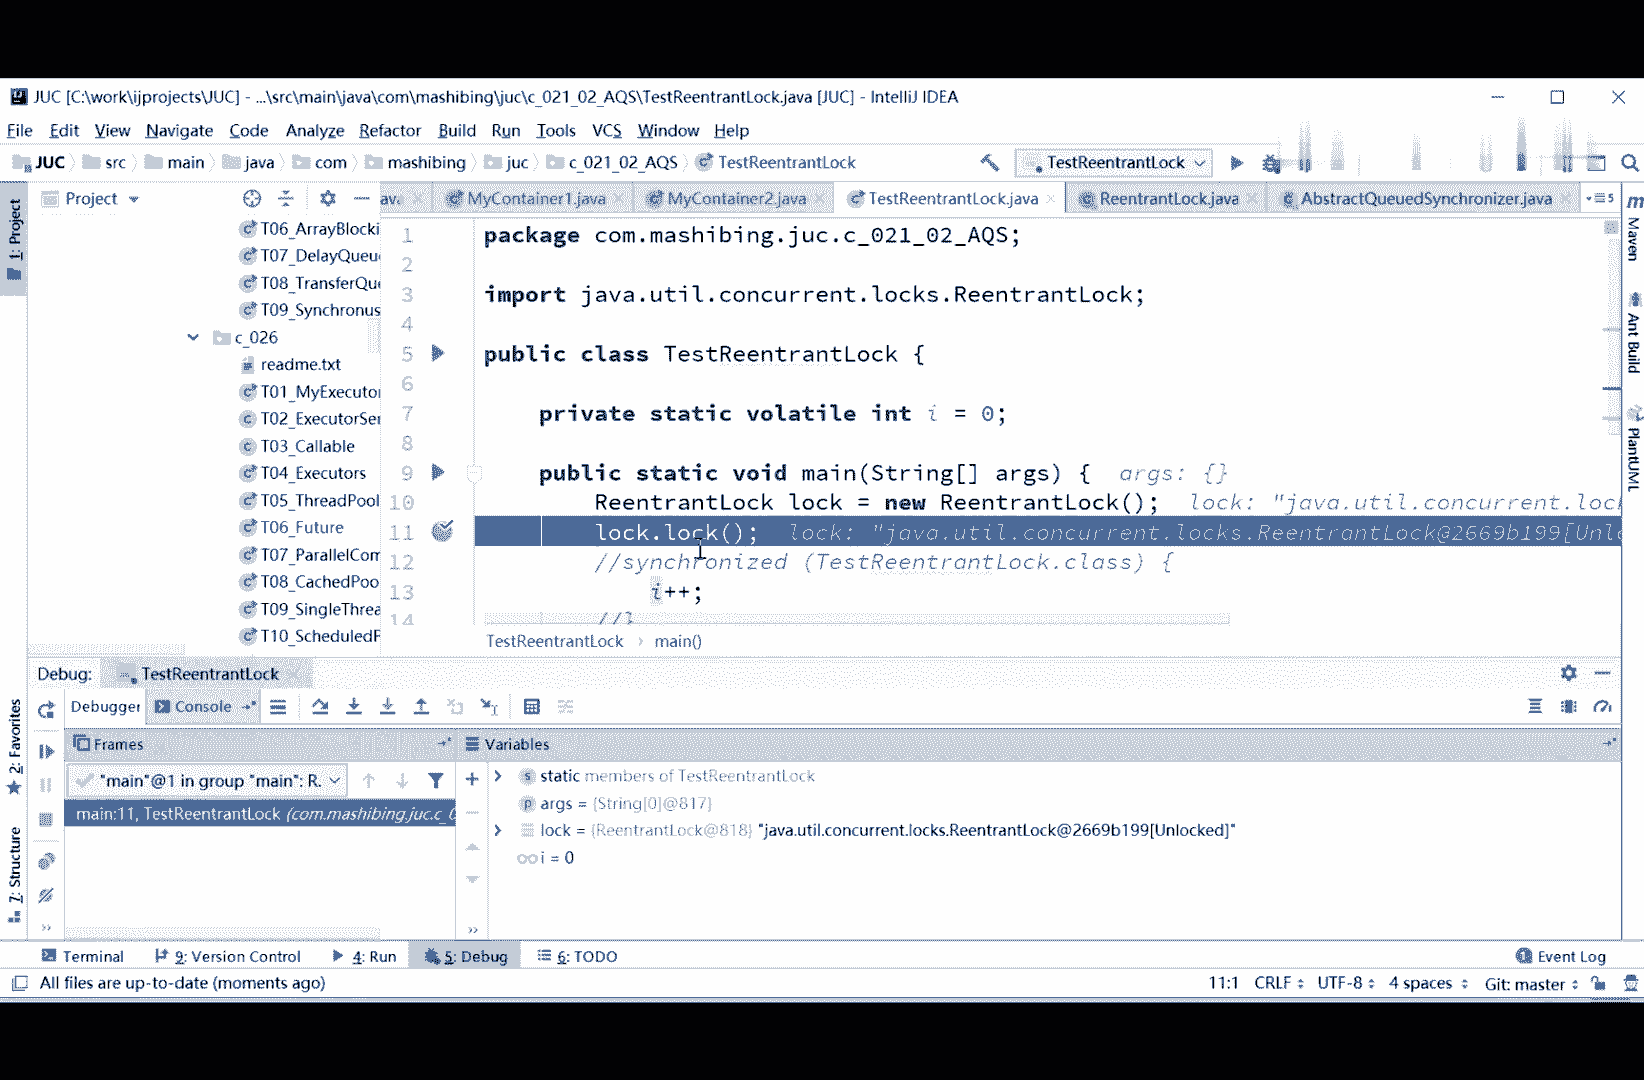 JUC [C:\work\ijprojects\JUC] - ...\src\main\java\com\mashibing\juc\c_021_02_AQS\TestReentrantLock.java [JUC] - IntelliJ IDEA
File Edit View Navigate Code Analyze Refactor Build Run Tools VCS Window Help
JUC src main java com mashibing juc c_021_02_AQS TestReentrantLock TestReentrantLock
Project MyContainer1.java MyContainer2.java TestReentrantLock.java ReentrantLock.java AbstractQueuedSynchronizer.java 5
1: Project
T06_ArrayBlocki
T07_DelayQueu
T08_TransferQue
T09_Synchronus
c_026
readme.txt
T01_MyExecutor
T02_ExecutorSer
T03_Callable
T04_Executors
T05_ThreadPool
T06_Future
T07_ParallelCom
T08_CachedPoo
T09_SingleThrea
T10_ScheduledP
1 package com.mashibing.juc.c_021_02_AQS;
2
3 import java.util.concurrent.locks.ReentrantLock;
4
5 public class TestReentrantLock {
6
7 private static volatile int i = 0;
8
9 public static void main(String[] args) { args: {}
10 ReentrantLock lock = new ReentrantLock(); lock: "java.util.concurrent.loc
11 lock.lock(); lock: "java.util.concurrent.locks.ReentrantLock@2669b199[Unlo
12 //synchronized (TestReentrantLock.class) {
13 i++;
14 //}
TestReentrantLock main()
Maven
Ant Build
PlantUML
Debug: TestReentrantLock
Debugger Console
Frames
"main"@1 in group "main": R.
main:11, TestReentrantLock (com.mashibing.juc.c_0
Variables
static members of TestReentrantLock
args = {String[0]@817}
lock = {ReentrantLock@818} "java.util.concurrent.locks.ReentrantLock@2669b199[Unlocked]"
i = 0
2: Favorites
7: Structure
Terminal 9: Version Control 4: Run 5: Debug 6: TODO Event Log
All files are up-to-date (moments ago) 11:1 CRLF UTF-8 4 spaces Git: master